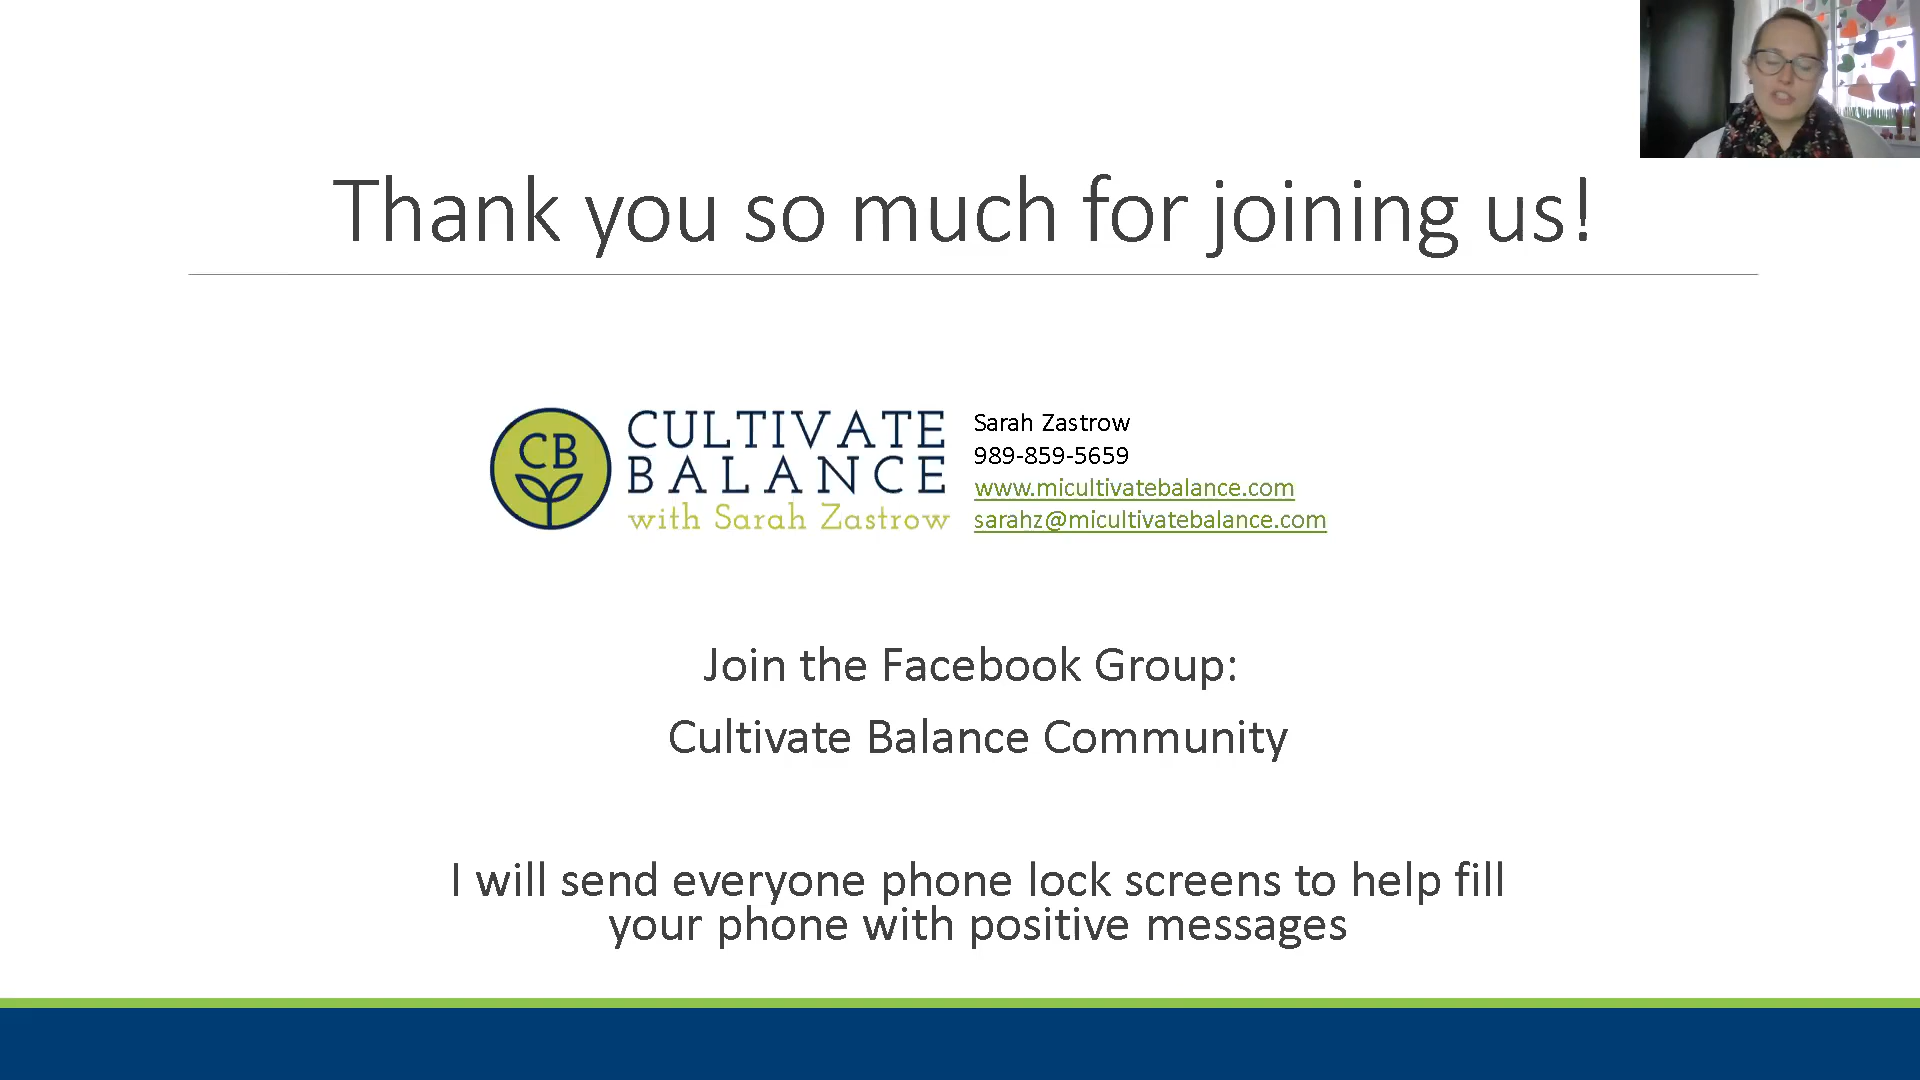 Thank you so much for joining us!
CB
CULTIVATE
BALANCE
with Sarah Zastrow
Sarah Zastrow
989-859-5659
www.micultivatebalance.com
sarahz@micultivatebalance.com
Join the Facebook Group:
Cultivate Balance Community
I will send everyone phone lock screens to help fill
your phone with positive messages